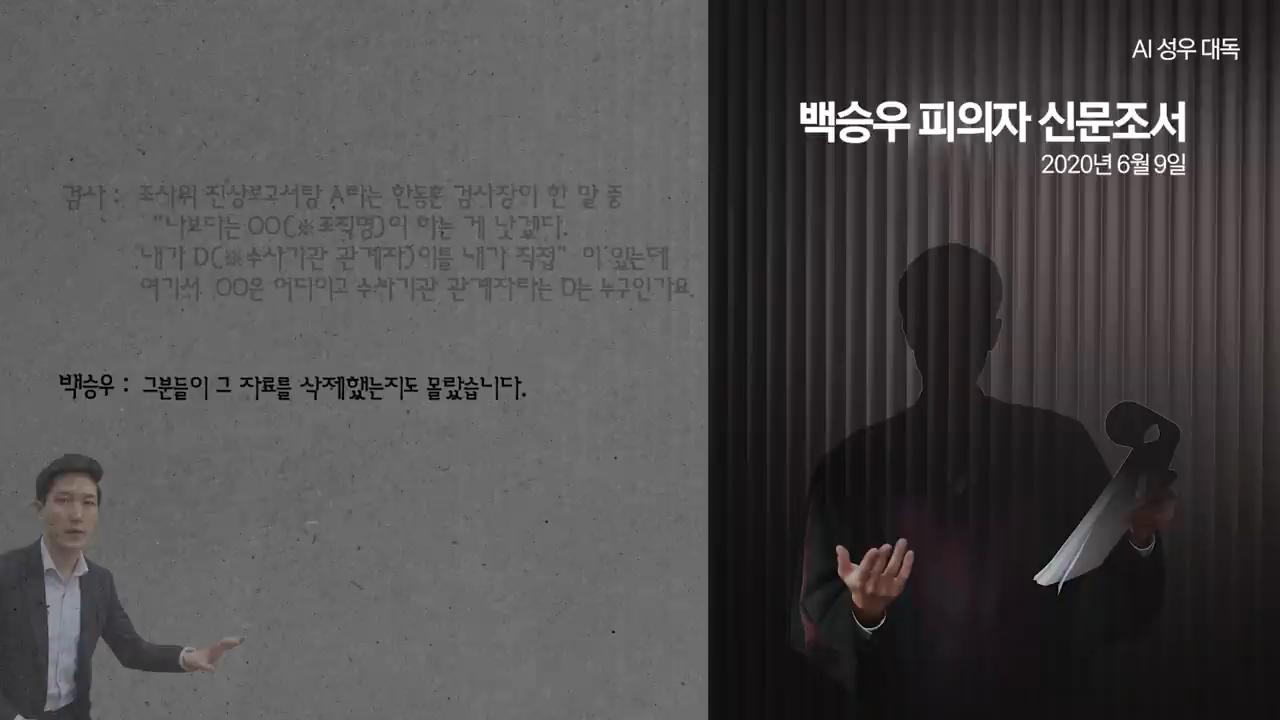 검사 : 조사위 진상보고서랑 A라는 한동훈 검사장이 한 말 중
"나보다는 OO(※조직명)이 하는 게 낫겠다.
내가 D(※수사기관 관계자)이를 내가 직접" 이 있는데
여기서 OO은 어디이고 수사기관 관계자라는 D는 누구인가요.
백승우 : 그분들이 그 자료를 삭제했는지도 몰랐습니다.
AI 성우 대독
백승우 피의자 신문조서
2020년 6월 9일